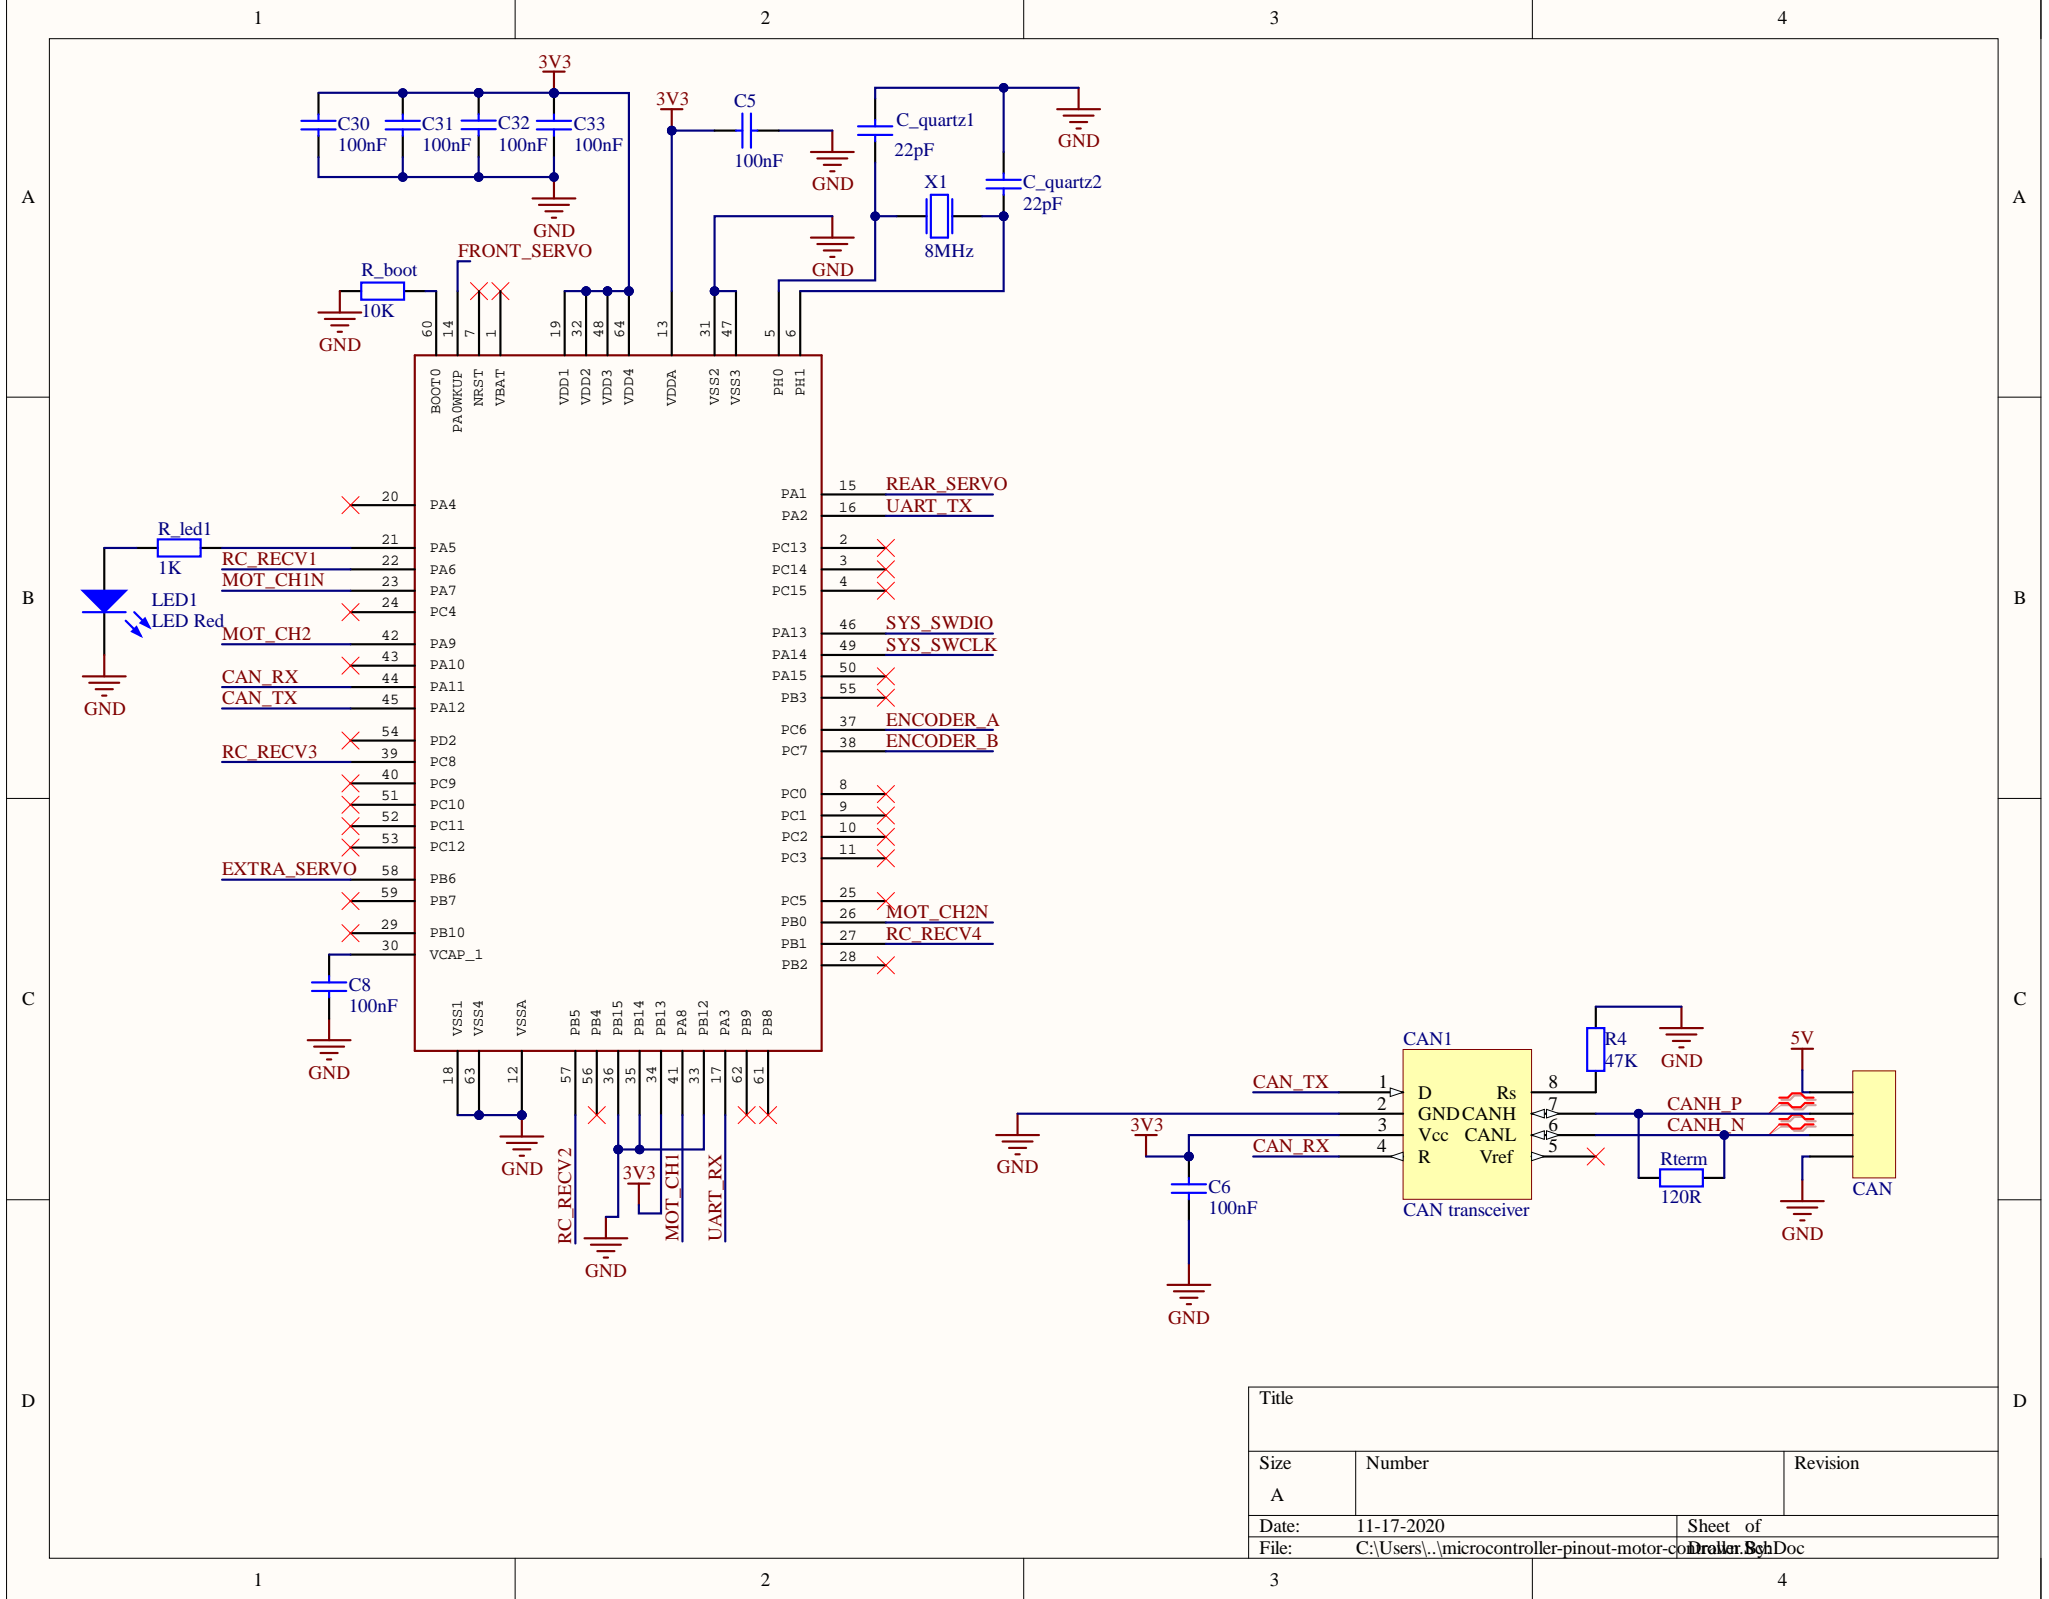 1 2 3 4
3V3
C30 100nF
C31 100nF
C32 100nF
C33 100nF
GND
3V3
C5
100nF
GND
C_quartz1
22pF
GND
X1
8MHz
C_quartz2
22pF
GND
A A
FRONT_SERVO
R_boot
10K
GND
60 BOOT0
14 PA0WKUP
7 NRST
1 VBAT
19 VDD1
32 VDD2
48 VDD3
64 VDD4
13 VDDA
31 VSS2
47 VSS3
5 PH0
6 PH1
B B
20 PA4
R_led1
1K
21 PA5
RC_RECV1 22 PA6
MOT_CH1N 23 PA7
24 PC4
LED1
LED Red
GND
MOT_CH2 42 PA9
43 PA10
CAN_RX 44 PA11
CAN_TX 45 PA12
54 PD2
RC_RECV3 39 PC8
40 PC9
51 PC10
52 PC11
53 PC12
EXTRA_SERVO 58 PB6
59 PB7
29 PB10
30 VCAP_1
C8
100nF
GND
PA1 15 REAR_SERVO
PA2 16 UART_TX
PC13 2
PC14 3
PC15 4
PA13 46 SYS_SWDIO
PA14 49 SYS_SWCLK
PA15 50
PB3 55
PC6 37 ENCODER_A
PC7 38 ENCODER_B
PC0 8
PC1 9
PC2 10
PC3 11
PC5 25
PB0 26 MOT_CH2N
PB1 27 RC_RECV4
PB2 28
C C
VSS1 18
VSS4 63
VSSA 12
GND
PB5 57 RC_RECV2
PB4 56
PB15 36
PB14 35
PB13 34
PA8 41 MOT_CH1
PB12 33
PA3 17 UART_RX
PB9 62
PB8 61
3V3
GND
CAN1
CAN_TX 1 D
2 GND
3 Vcc
CAN_RX 4 R
Rs 8
CANH 7
CANL 6
Vref 5
CAN transceiver
GND
3V3
C6
100nF
GND
R4
47K
GND
CANH_P
CANH_N
Rterm
120R
5V
CAN
GND
D D
Title
Size Number Revision
A
Date: 11-17-2020 Sheet of
File: C:\Users\..\microcontroller-pinout-motor-controller.SchDoc Drawn By:
1 2 3 4